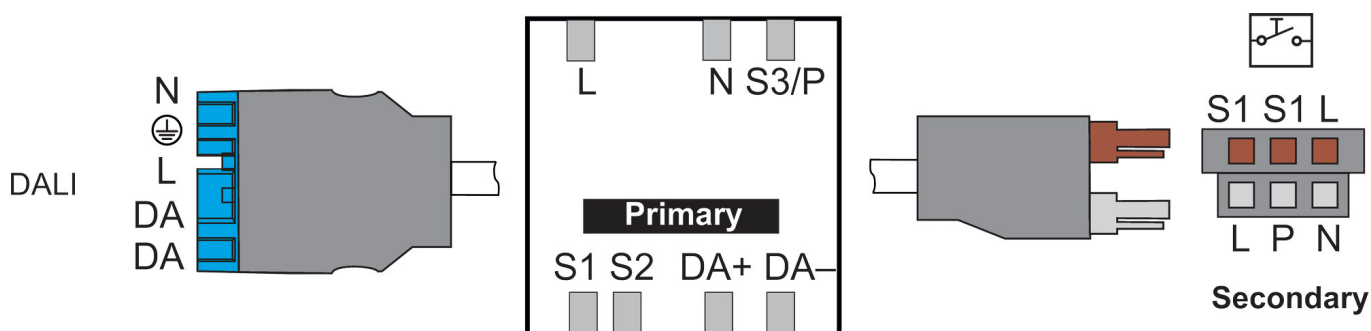 DALI
N
L
DA
DA
L N S3/P
Primary
S1 S2 DA+ DA–
S1 S1 L
L P N
Secondary